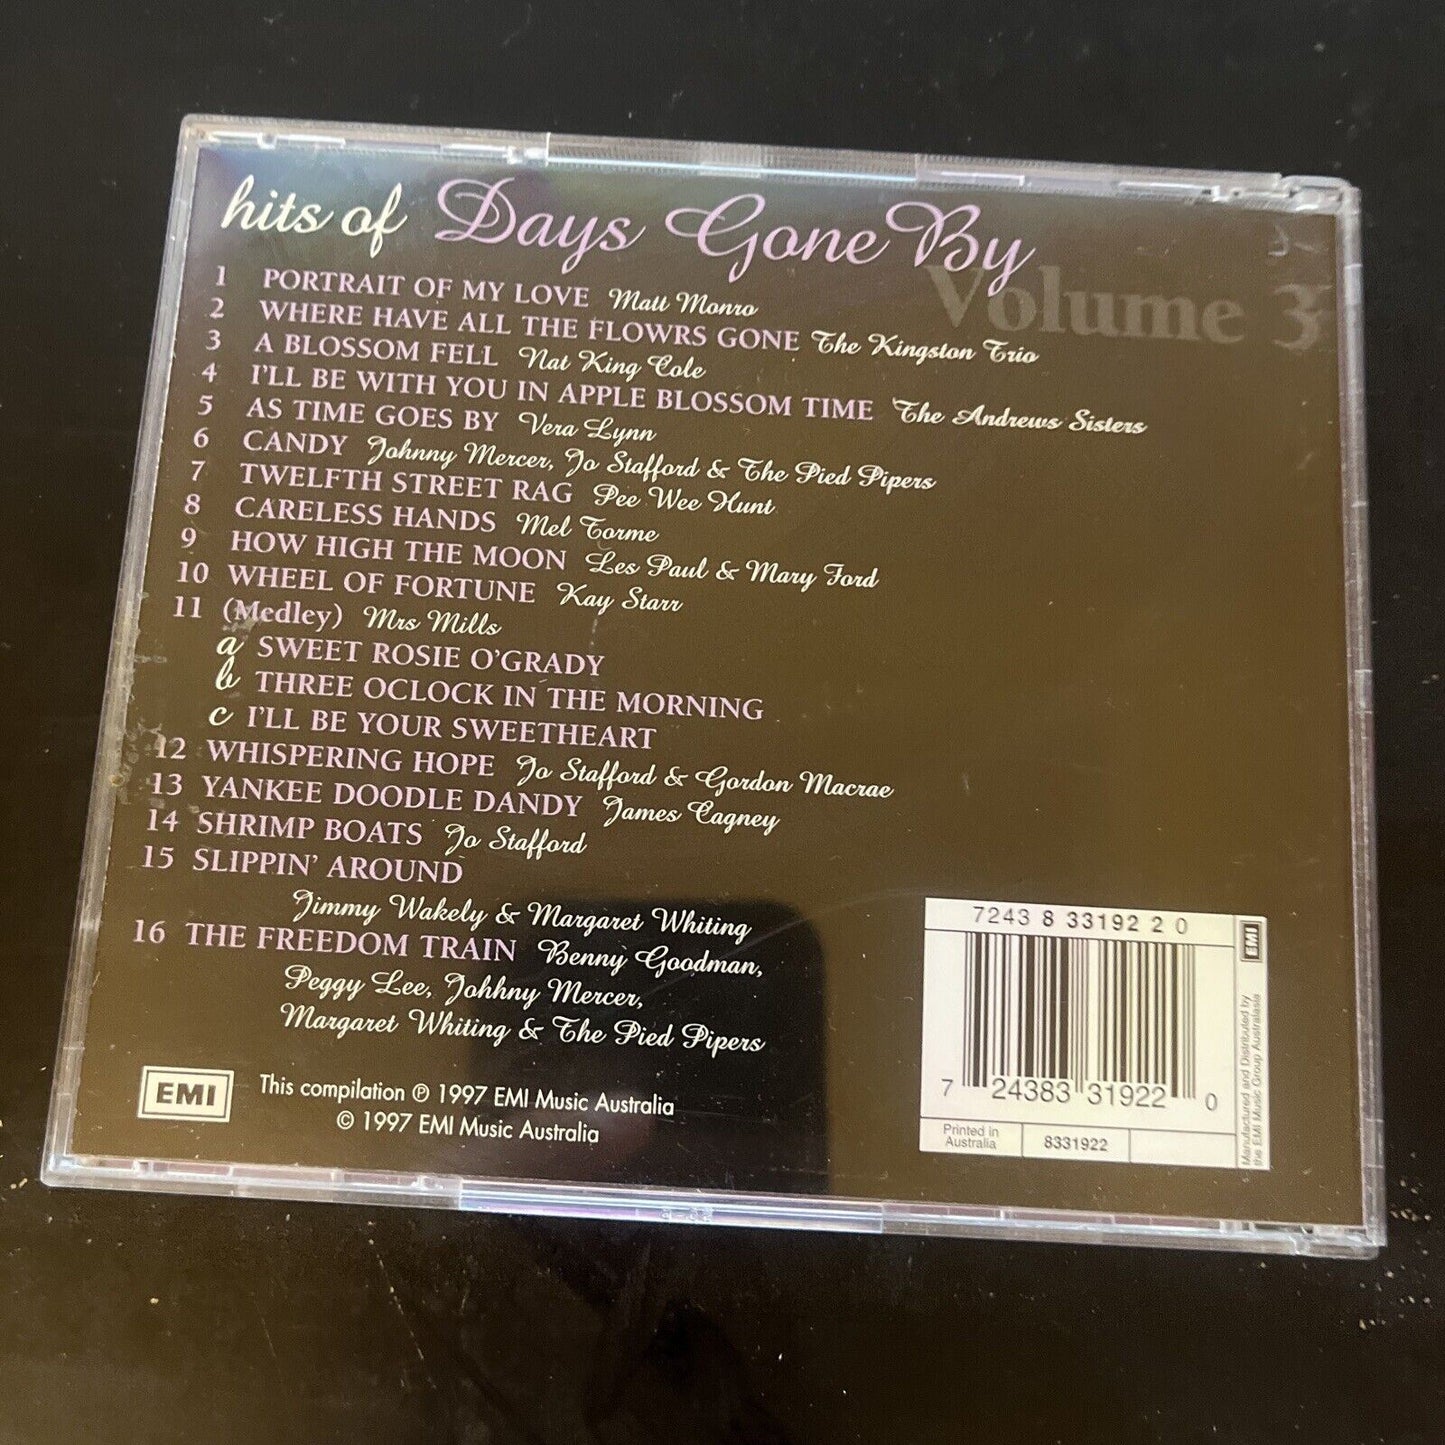 hits of Days Gone By
Volume 3
1 PORTRAIT OF MY LOVE Matt Monro
2 WHERE HAVE ALL THE FLOWRS GONE The Kingston Trio
3 A BLOSSOM FELL Nat King Cole
4 I'LL BE WITH YOU IN APPLE BLOSSOM TIME The Andrews Sisters
5 AS TIME GOES BY Vera Lynn
6 CANDY Johnny Mercer, Jo Stafford & The Pied Pipers
7 TWELFTH STREET RAG Pee Wee Hunt
8 CARELESS HANDS Mel Torme
9 HOW HIGH THE MOON Les Paul & Mary Ford
10 WHEEL OF FORTUNE Kay Starr
11 (Medley) Mrs Mills
a SWEET ROSIE O'GRADY
b THREE OCLOCK IN THE MORNING
c I'LL BE YOUR SWEETHEART
12 WHISPERING HOPE Jo Stafford & Gordon Macrae
13 YANKEE DOODLE DANDY James Cagney
14 SHRIMP BOATS Jo Stafford
15 SLIPPIN' AROUND
Jimmy Wakely & Margaret Whiting
16 THE FREEDOM TRAIN Benny Goodman,
Peggy Lee, Johhny Mercer,
Margaret Whiting & The Pied Pipers
EMI
This compilation ℗ 1997 EMI Music Australia
© 1997 EMI Music Australia
7243 8 33192 2 0
7 24383 31922 0
Printed in
Australia
8331922
EMI
Manufactured and Distributed by
the EMI Music Group Australasia